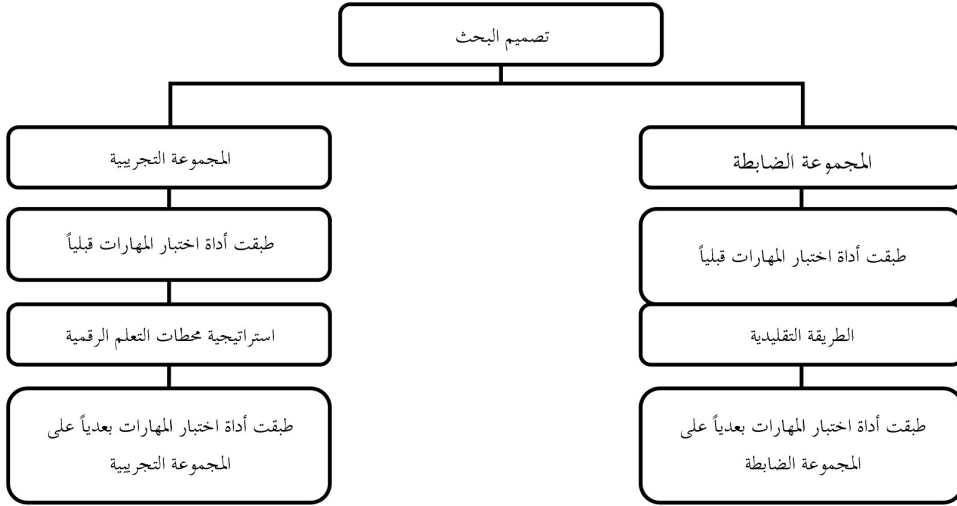 تصميم البحث
المجموعة الضابطة
طبقت أداة اختبار المهارات قبلياً
الطريقة التقليدية
طبقت أداة اختبار المهارات بعدياً على
المجموعة الضابطة
المجموعة التجريبية
طبقت أداة اختبار المهارات قبلياً
استراتيجية محطات التعلم الرقمية
طبقت أداة اختبار المهارات بعدياً على
المجموعة التجريبية